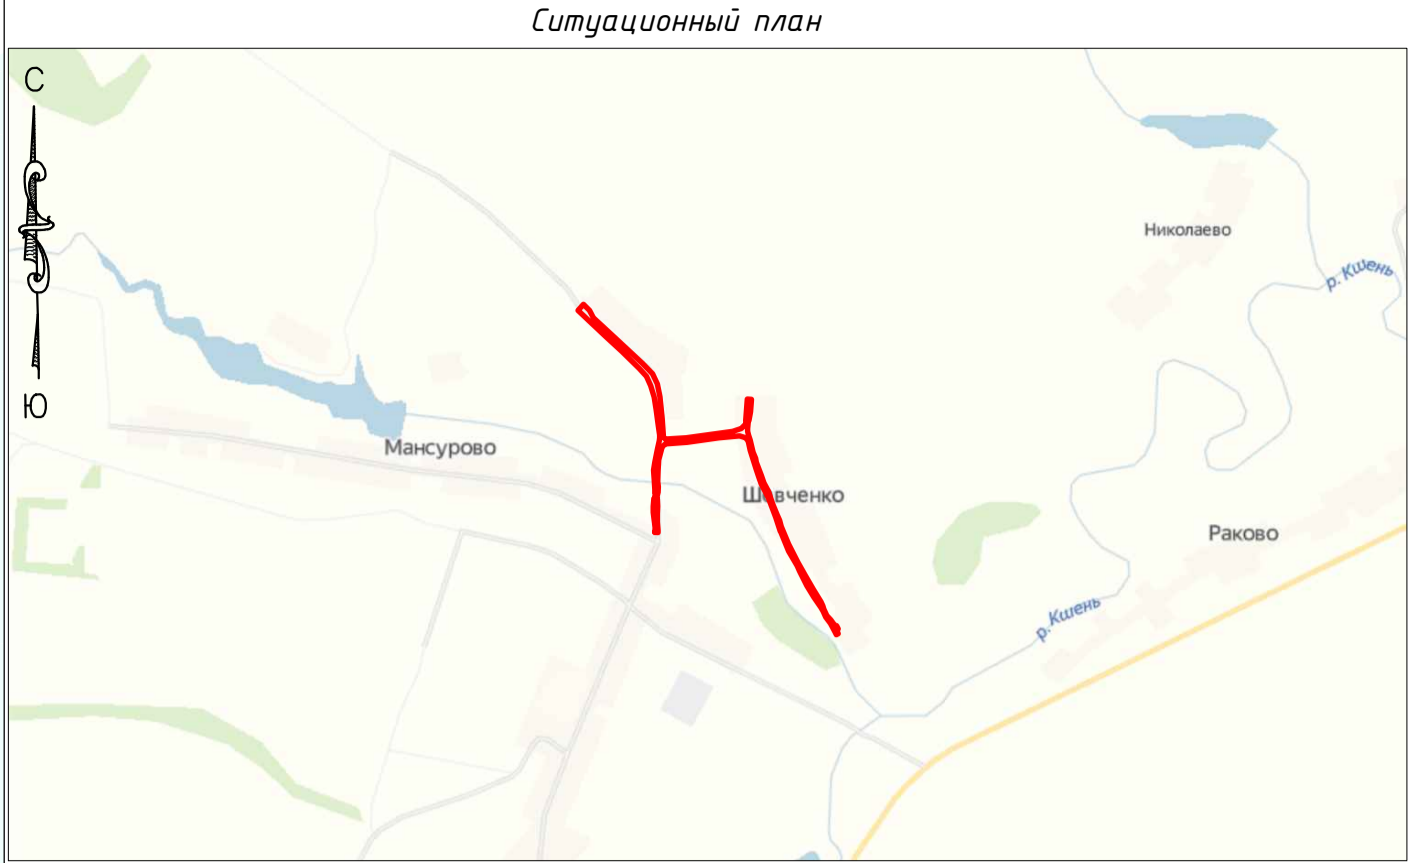 Ситуационный план
С
Николаево
р. Кшень
Ю
Мансурово
Шевченко
Раково
р. Кшень